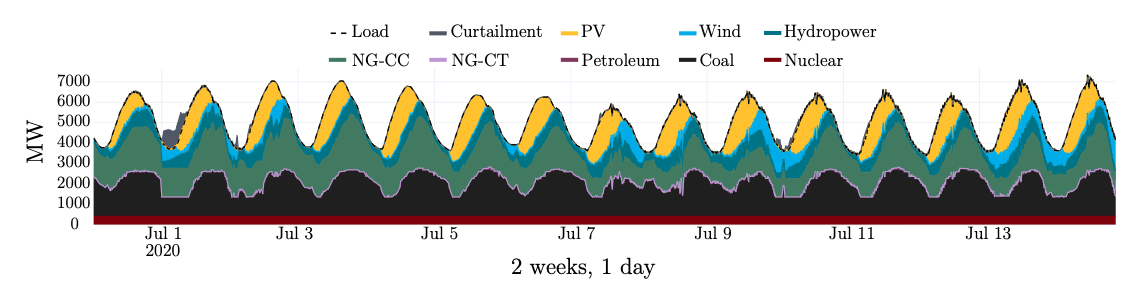 Load Curtailment PV Wind Hydropower
NG-CC NG-CT Petroleum Coal Nuclear
7000
6000
5000
4000
3000
2000
1000
0
MW
Jul 1 Jul 3 Jul 5 Jul 7 Jul 9 Jul 11 Jul 13
2020
2 weeks, 1 day